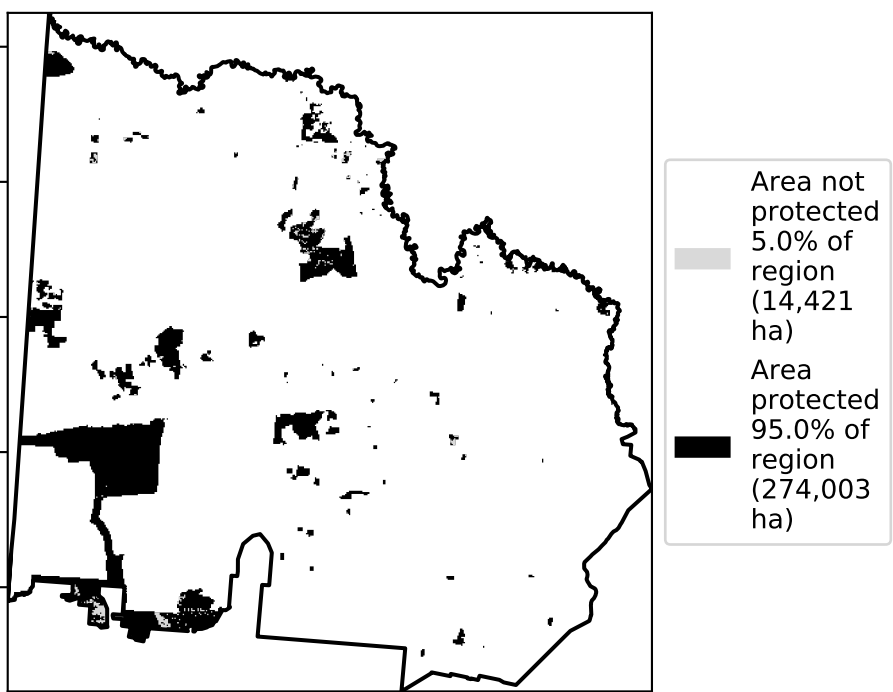 Area not
protected
5.0% of
region
(14,421
ha)
Area
protected
95.0% of
region
(274,003
ha)